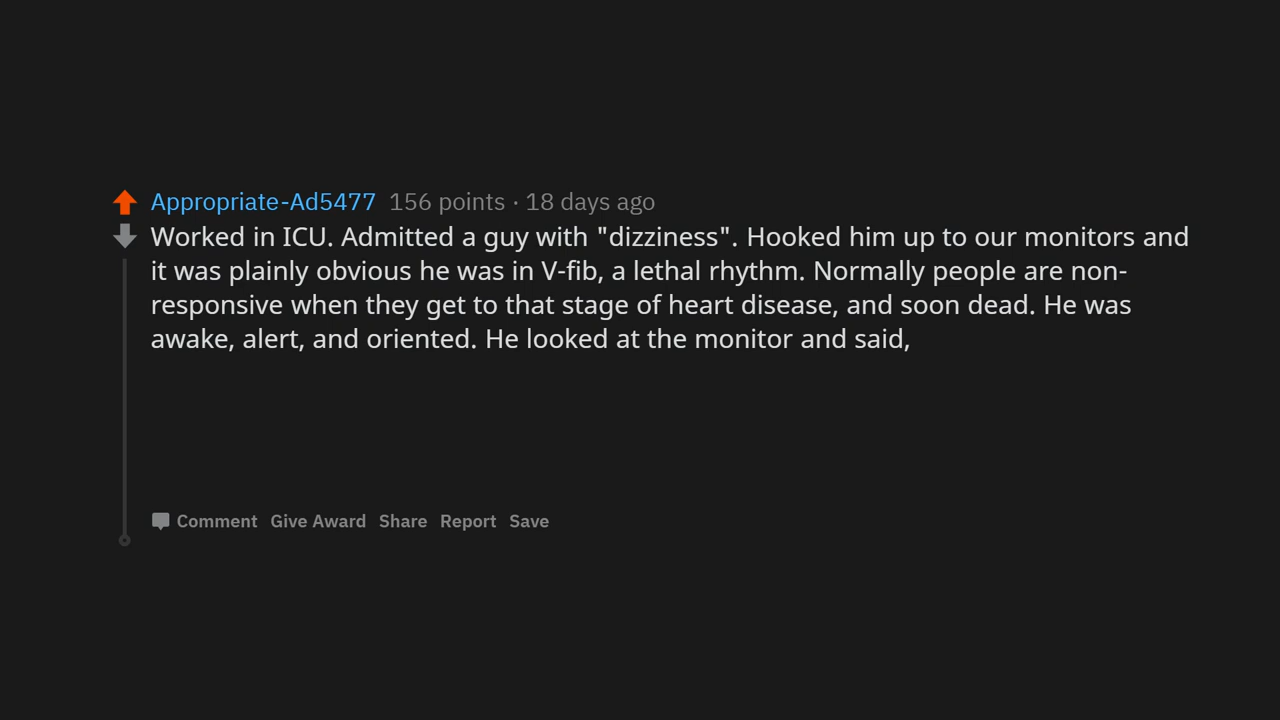 Appropriate-Ad5477 156 points · 18 days ago
Worked in ICU. Admitted a guy with "dizziness". Hooked him up to our monitors and
it was plainly obvious he was in V-fib, a lethal rhythm. Normally people are non-
responsive when they get to that stage of heart disease, and soon dead. He was
awake, alert, and oriented. He looked at the monitor and said,
Comment Give Award Share Report Save